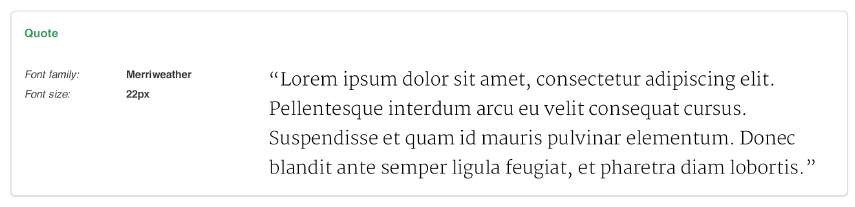 Quote
Font family: Merriweather
Font size: 22px
“Lorem ipsum dolor sit amet, consectetur adipiscing elit.
Pellentesque interdum arcu eu velit consequat cursus.
Suspendisse et quam id mauris pulvinar elementum. Donec
blandit ante semper ligula feugiat, et pharetra diam lobortis.”